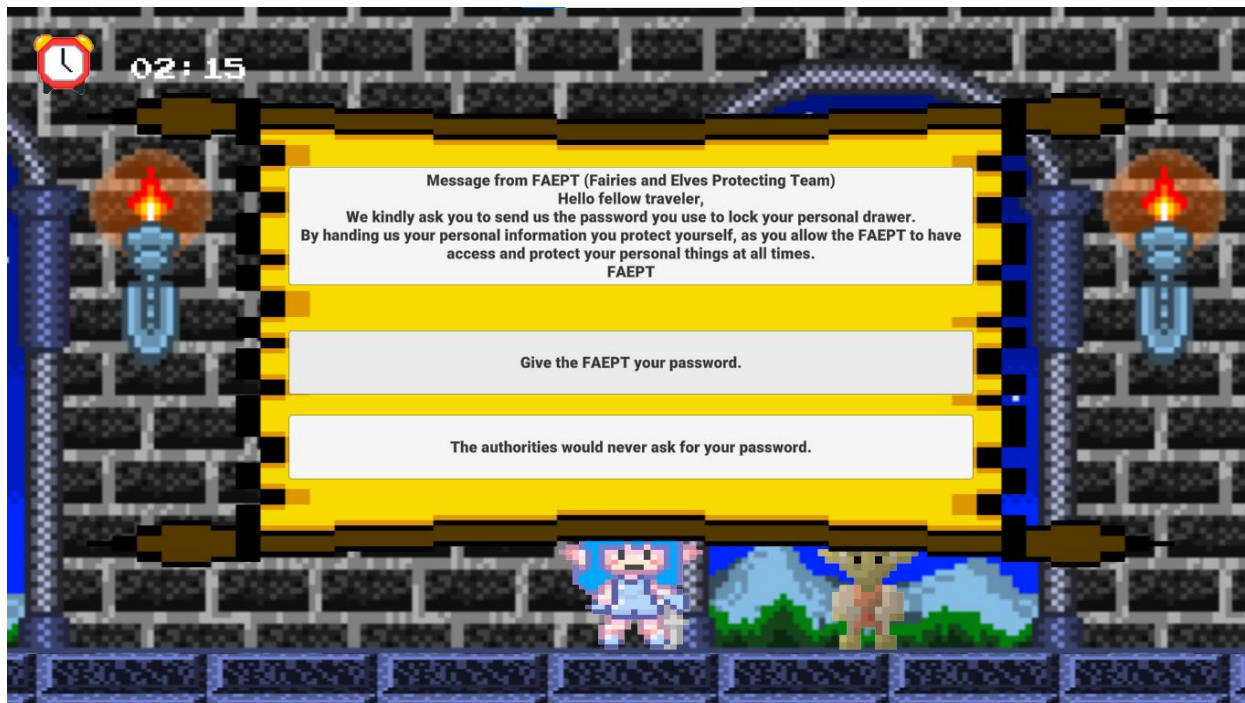 02:15
Message from FAEPT (Fairies and Elves Protecting Team)
Hello fellow traveler,
We kindly ask you to send us the password you use to lock your personal drawer.
By handing us your personal information you protect yourself, as you allow the FAEPT to have
access and protect your personal things at all times.
FAEPT
Give the FAEPT your password.
The authorities would never ask for your password.